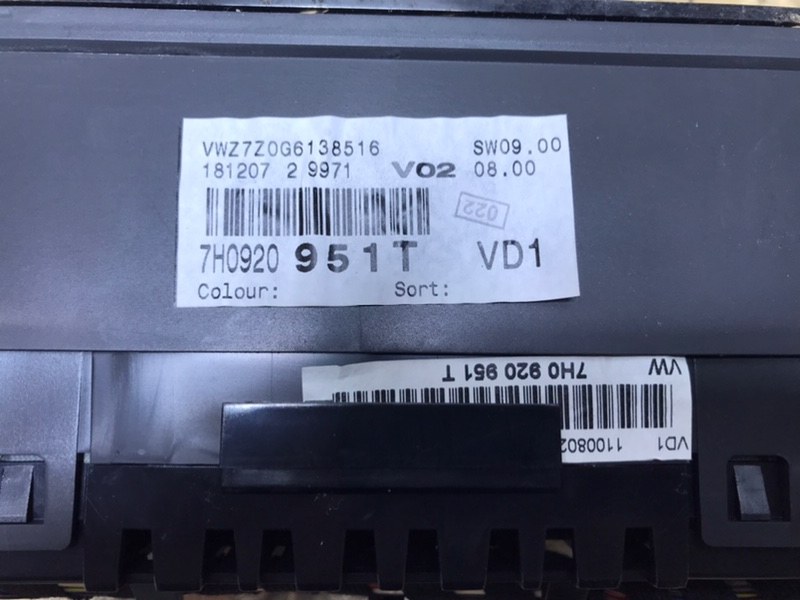 VWZ7Z0G6138516 SW09.00
181207 2 9971 V02 08.00
022
7H0920 951T VD1
Colour: Sort:
VW
7H0 920 951 T
VD1 1100802